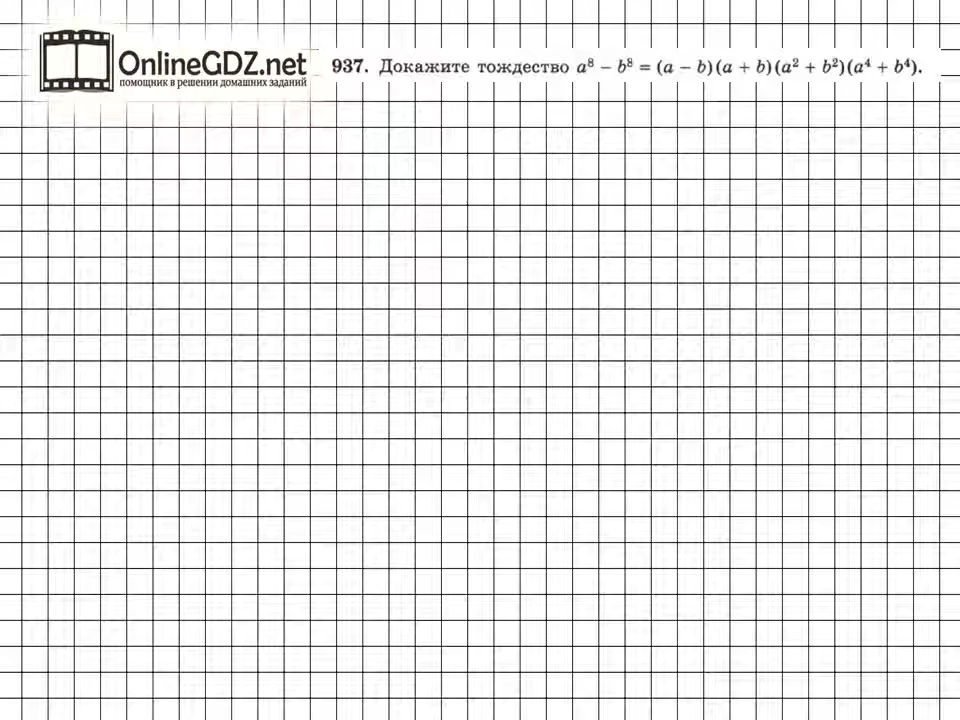 OnlineGDZ.net
помощник в решении домашних заданий
937. Докажите тождество a⁸ − b⁸ = (a − b)(a + b)(a² + b²)(a⁴ + b⁴).